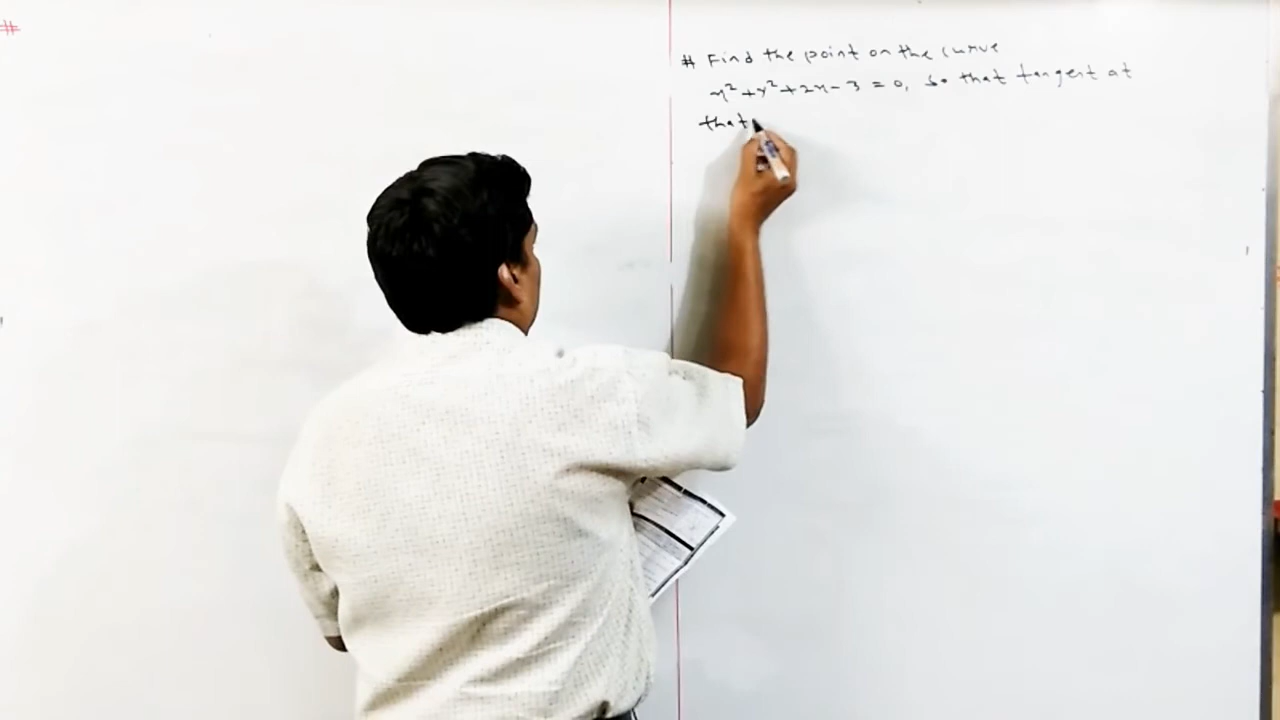 #
# Find the point on the curve
x²+y²+2x-3=0, so that tangent at
that